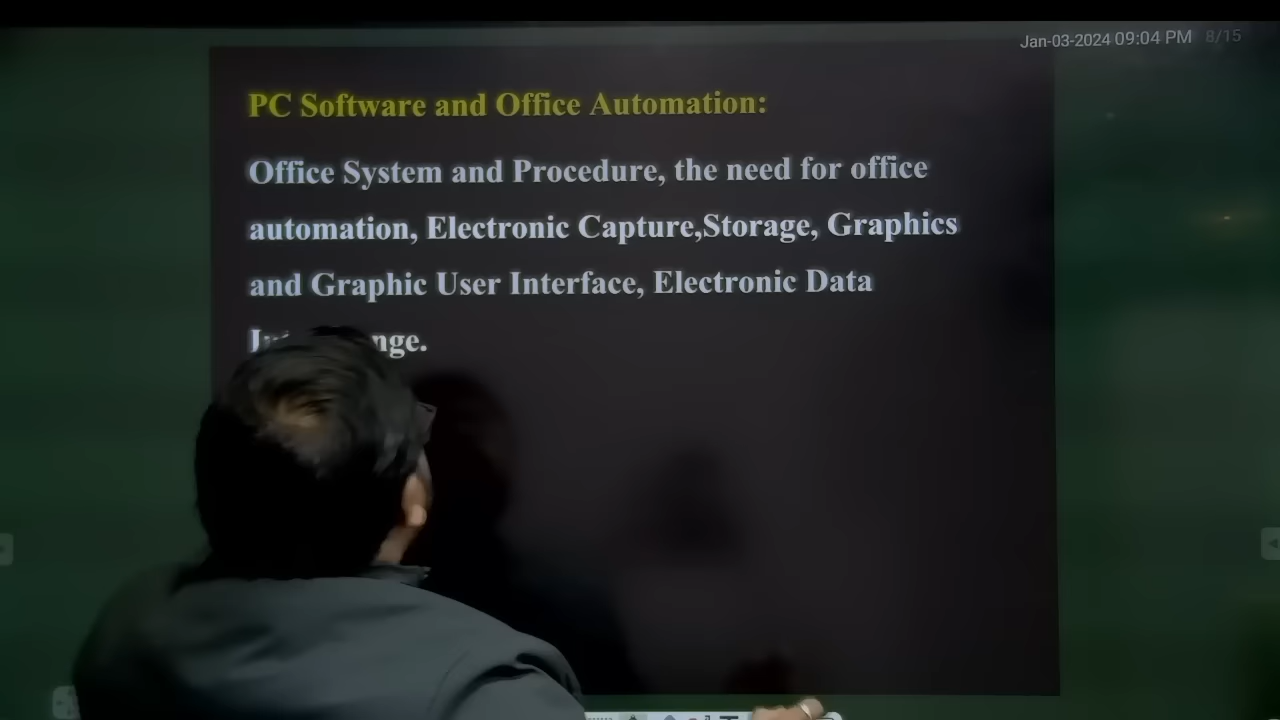 Jan-03-2024 09:04 PM 8/15
PC Software and Office Automation:
Office System and Procedure, the need for office
automation, Electronic Capture,Storage, Graphics
and Graphic User Interface, Electronic Data